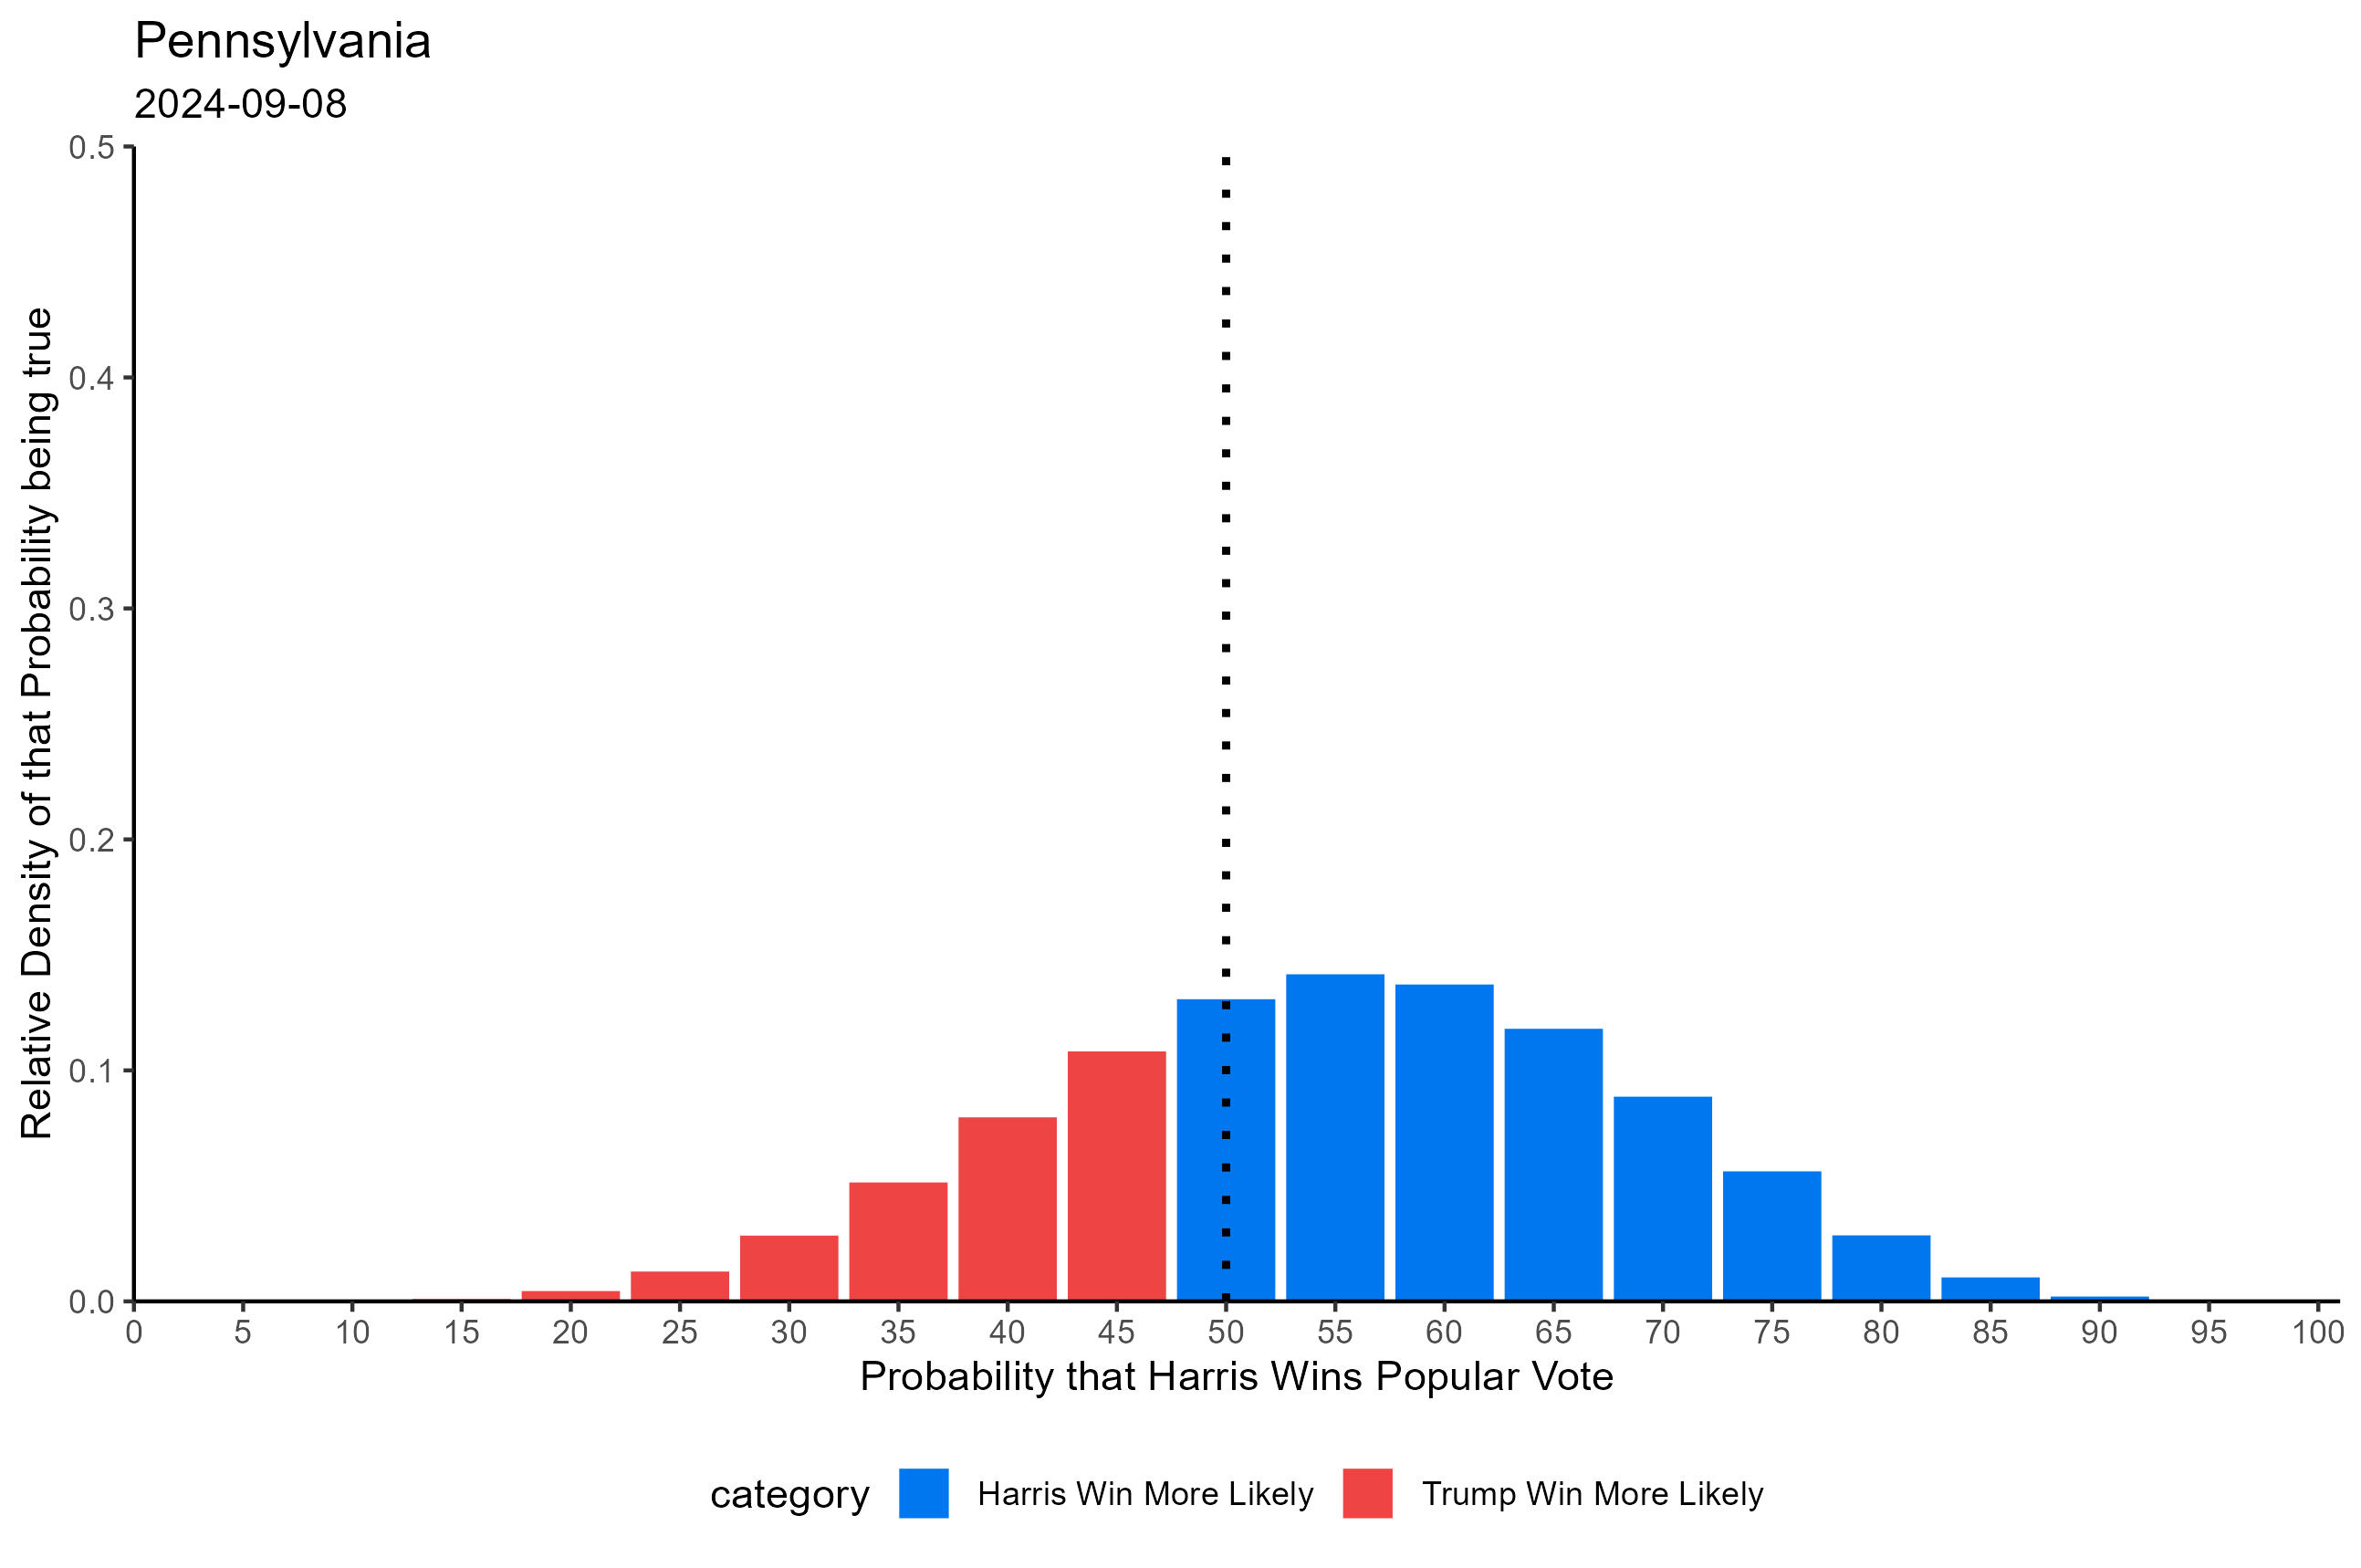 Pennsylvania
2024-09-08
Relative Density of that Probability being true
0.5
0.4
0.3
0.2
0.1
0.0
0 5 10 15 20 25 30 35 40 45 50 55 60 65 70 75 80 85 90 95 100
Probability that Harris Wins Popular Vote
category Harris Win More Likely Trump Win More Likely